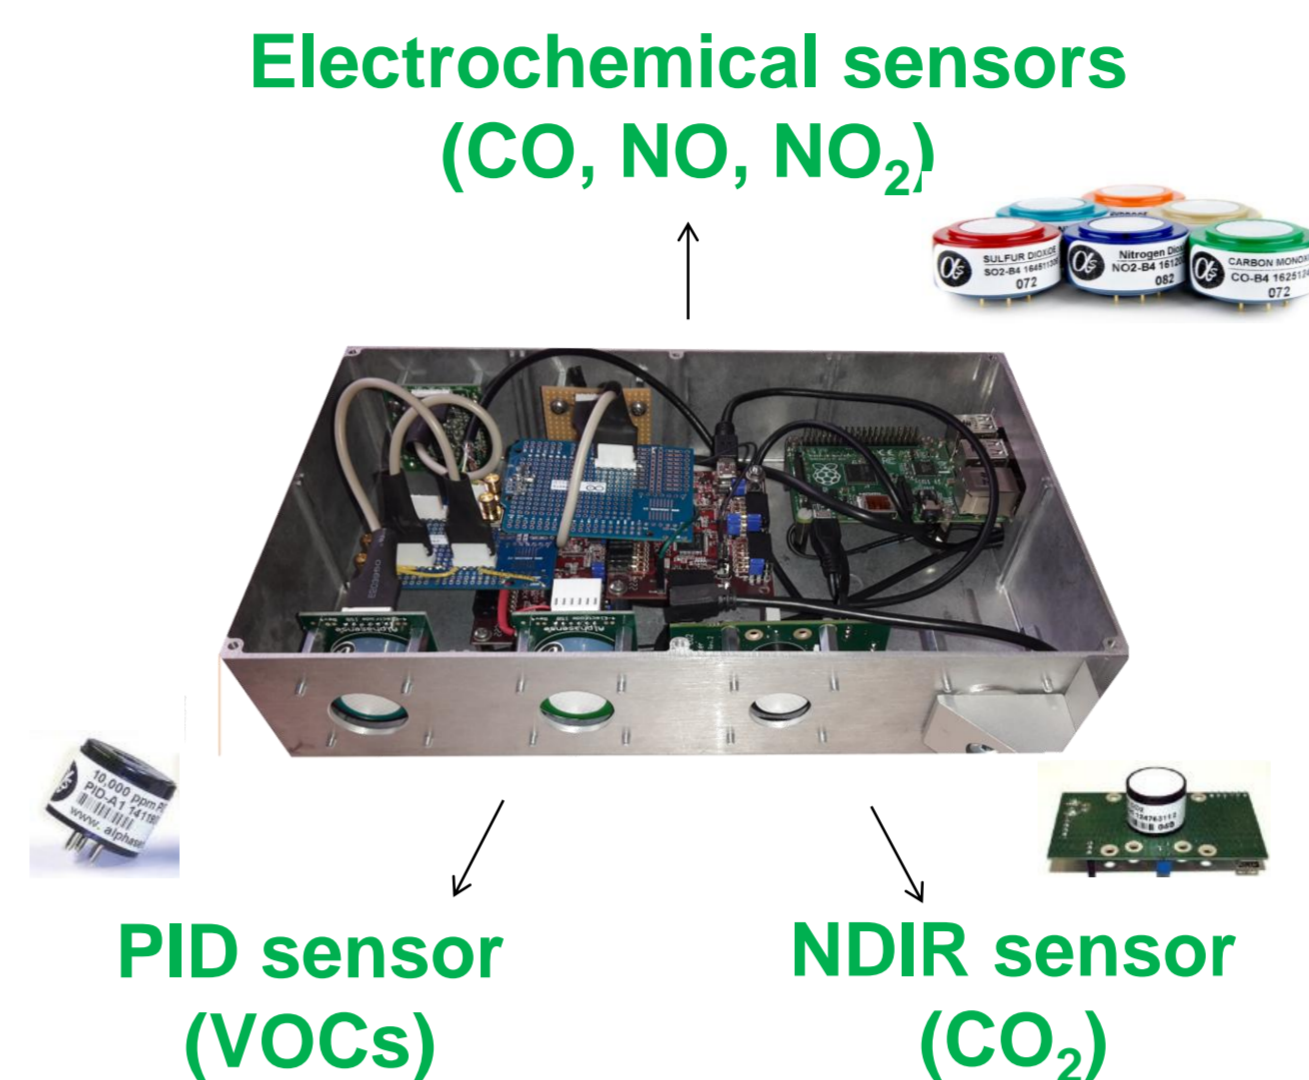 Electrochemical sensors
(CO, NO, NO₂)
SULFUR DIOXIDE
SO2-B4
072
Nitrogen
NO2-B4
082
CARBON
CO-B4
072
10,000 ppm
PID-A1
www.
PID sensor
(VOCs)
NDIR sensor
(CO₂)